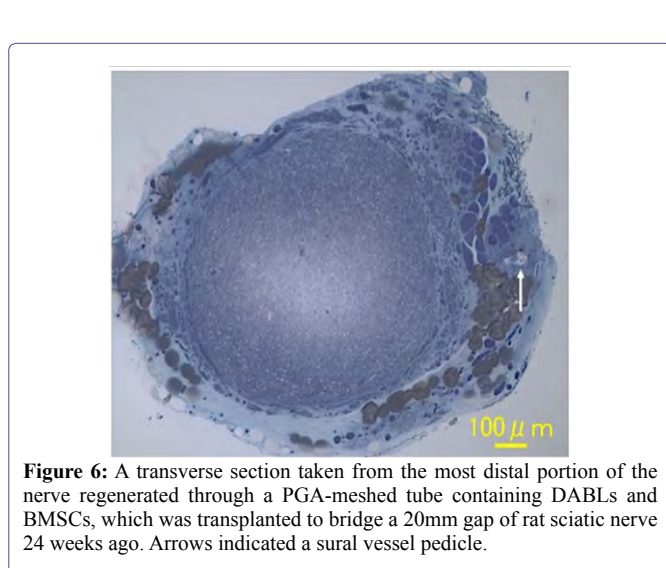 100 μ m
Figure 6: A transverse section taken from the most distal portion of the
nerve regenerated through a PGA-meshed tube containing DABLs and
BMSCs, which was transplanted to bridge a 20mm gap of rat sciatic nerve
24 weeks ago. Arrows indicated a sural vessel pedicle.